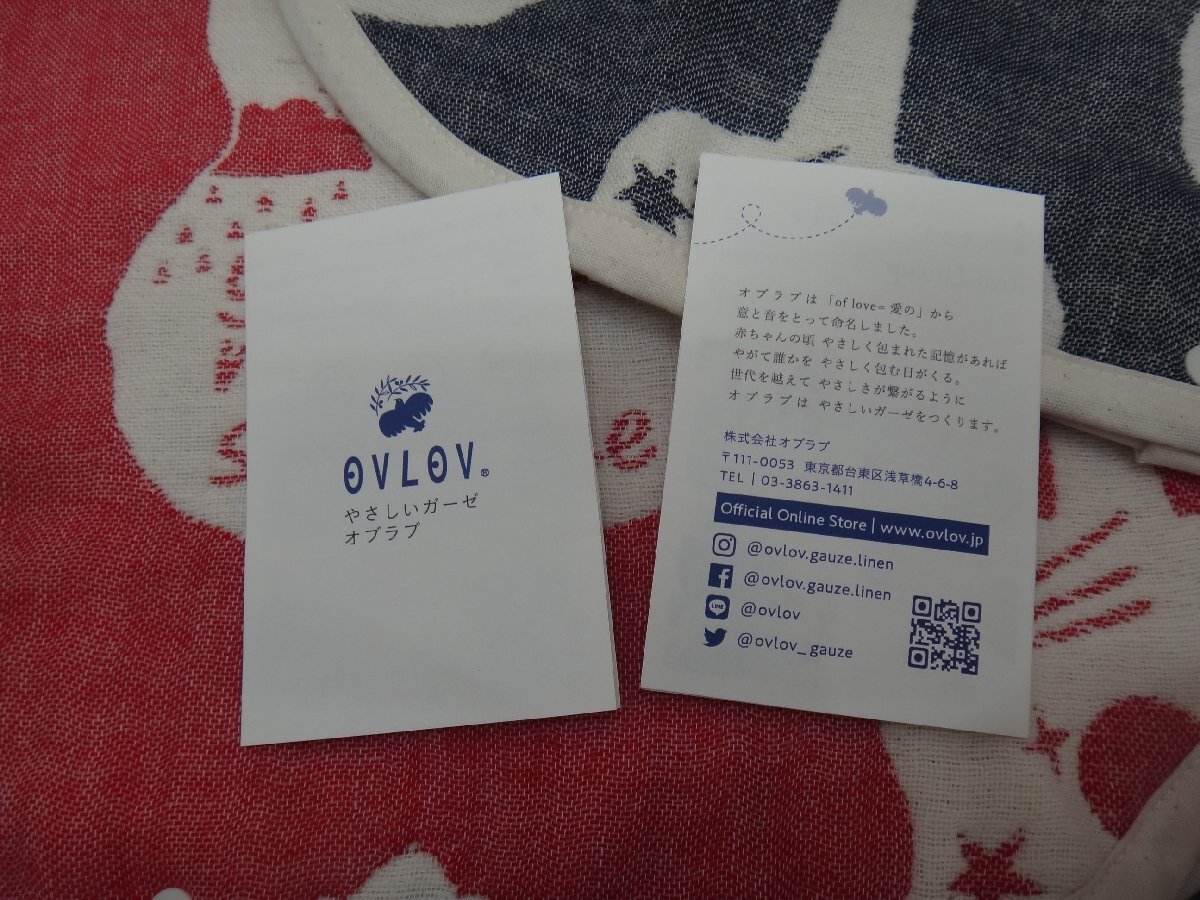 OVLOV®
やさしいガーゼ
オブラブ
オブラブは「of love=愛の」から
意と音をとって命名しました。
赤ちゃんの頃 やさしく包まれた記憶があれば
やがて誰かを やさしく包む日がくる。
世代を越えて やさしさが繋がるように
オブラブは やさしいガーゼをつくります。
株式会社オブラブ
〒111-0053 東京都台東区浅草橋4-6-8
TEL | 03-3863-1411
Official Online Store | www.ovlov.jp
@ovlov.gauze.linen
@ovlov.gauze.linen
LINE @ovlov
@ovlov_gauze